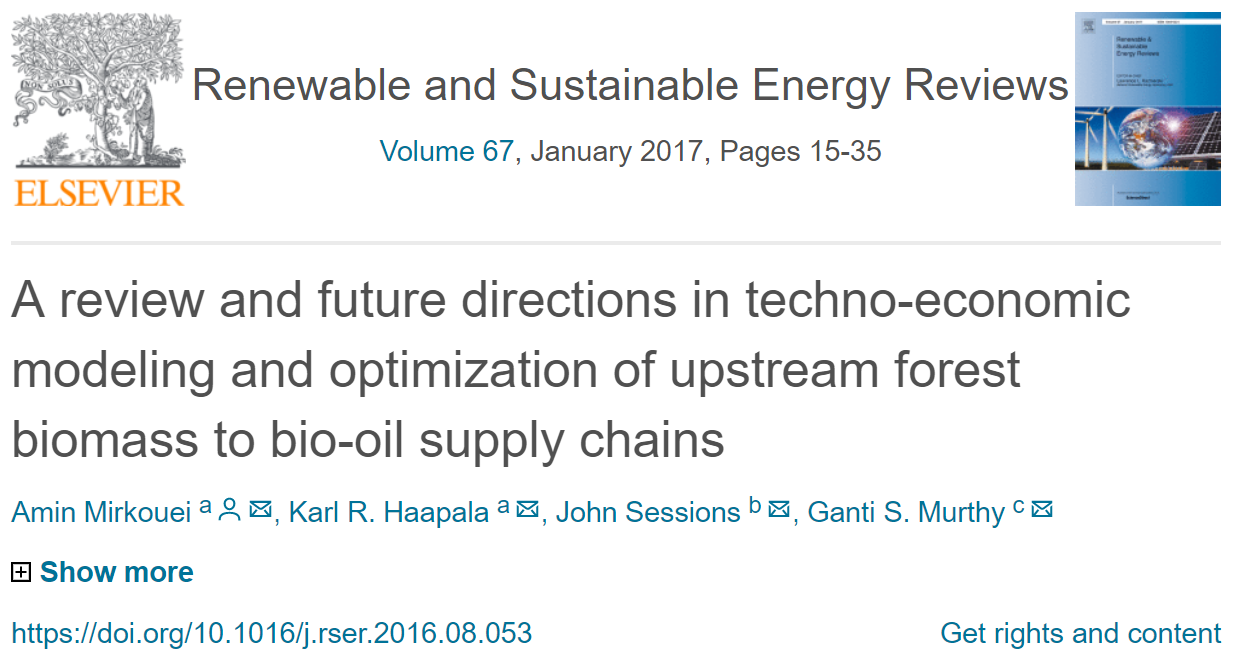 Renewable and Sustainable Energy Reviews
Volume 67, January 2017, Pages 15-35
ELSEVIER
Renewable &
Sustainable
Energy Reviews
A review and future directions in techno-economic
modeling and optimization of upstream forest
biomass to bio-oil supply chains
Amin Mirkouei a, Karl R. Haapala a, John Sessions b, Ganti S. Murthy c
Show more
https://doi.org/10.1016/j.rser.2016.08.053
Get rights and content